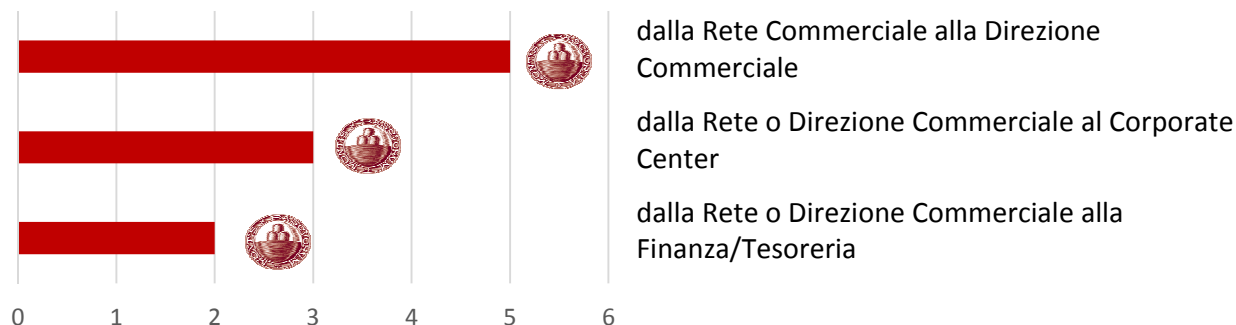 dalla Rete Commerciale alla Direzione
Commerciale
dalla Rete o Direzione Commerciale al Corporate
Center
dalla Rete o Direzione Commerciale alla
Finanza/Tesoreria
0 1 2 3 4 5 6